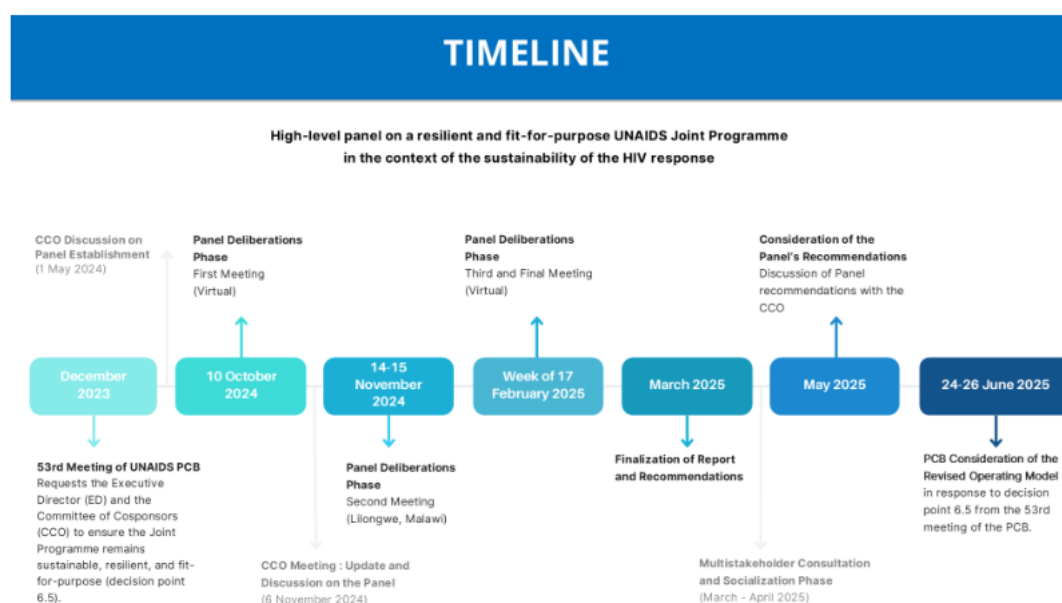 TIMELINE
High-level panel on a resilient and fit-for-purpose UNAIDS Joint Programme
in the context of the sustainability of the HIV response
CCO Discussion on
Panel Establishment
(1 May 2024)
Panel Deliberations
Phase
First Meeting
(Virtual)
Panel Deliberations
Phase
Third and Final Meeting
(Virtual)
Consideration of the
Panel's Recommendations
Discussion of Panel
recommendations with the
CCO
December
2023
10 October
2024
14-15
November
2024
Week of 17
February 2025
March 2025
May 2025
24-26 June 2025
53rd Meeting of UNAIDS PCB
Requests the Executive
Director (ED) and the
Committee of Cosponsors
(CCO) to ensure the Joint
Programme remains
sustainable, resilient, and fit-
for-purpose (decision point
6.5).
CCO Meeting : Update and
Discussion on the Panel
(6 November 2024)
Panel Deliberations
Phase
Second Meeting
(Lilongwe, Malawi)
Finalization of Report
and Recommendations
Multistakeholder Consultation
and Socialization Phase
(March - April 2025)
PCB Consideration of the
Revised Operating Model
in response to decision
point 6.5 from the 53rd
meeting of the PCB.